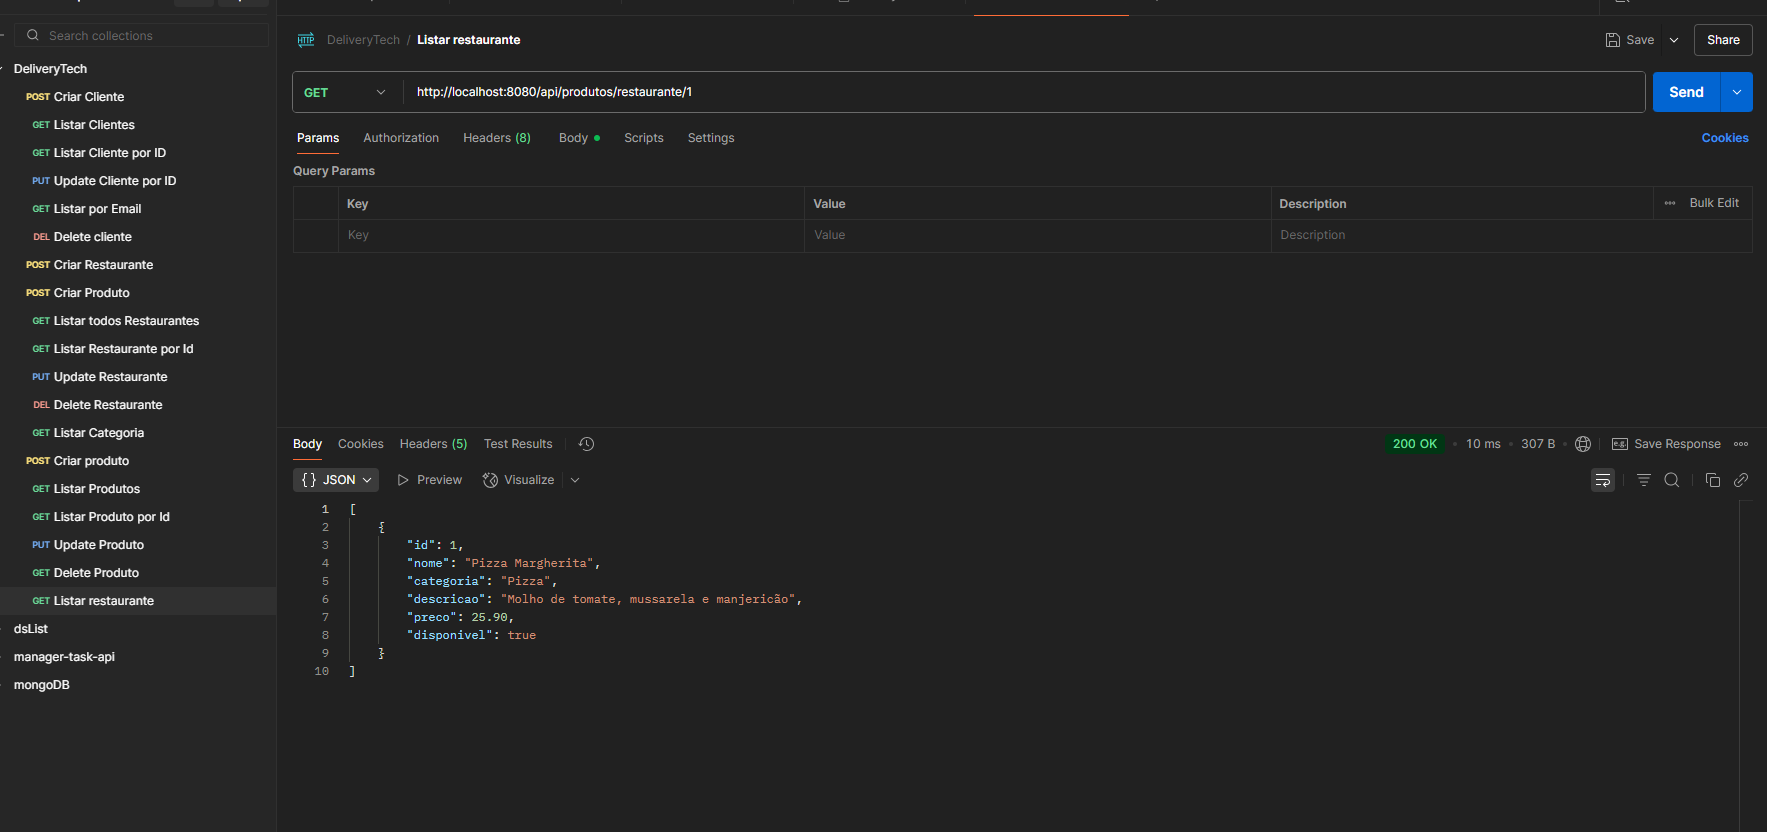 Search collections
DeliveryTech
POST Criar Cliente
GET Listar Clientes
GET Listar Cliente por ID
PUT Update Cliente por ID
GET Listar por Email
DEL Delete cliente
POST Criar Restaurante
POST Criar Produto
GET Listar todos Restaurantes
GET Listar Restaurante por Id
PUT Update Restaurante
DEL Delete Restaurante
GET Listar Categoria
POST Criar produto
GET Listar Produtos
GET Listar Produto por Id
PUT Update Produto
GET Delete Produto
GET Listar restaurante
dsList
manager-task-api
mongoDB
HTTP DeliveryTech / Listar restaurante
Save Share
GET http://localhost:8080/api/produtos/restaurante/1 Send
Params Authorization Headers (8) Body Scripts Settings Cookies
Query Params
Key Value Description Bulk Edit
Key Value Description
Body Cookies Headers (5) Test Results 200 OK 10 ms 307 B e.g. Save Response
{} JSON Preview Visualize
1 [
2 {
3 "id": 1,
4 "nome": "Pizza Margherita",
5 "categoria": "Pizza",
6 "descricao": "Molho de tomate, mussarela e manjericão",
7 "preco": 25.90,
8 "disponivel": true
9 }
10 ]